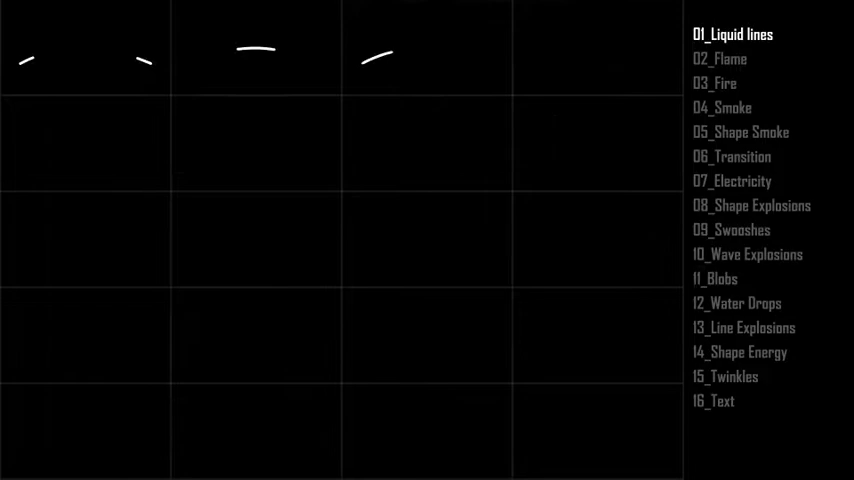 01_Liquid lines
02_Flame
03_Fire
04_Smoke
05_Shape Smoke
06_Transition
07_Electricity
08_Shape Explosions
09_Swooshes
10_Wave Explosions
11_Blobs
12_Water Drops
13_Line Explosions
14_Shape Energy
15_Twinkles
16_Text